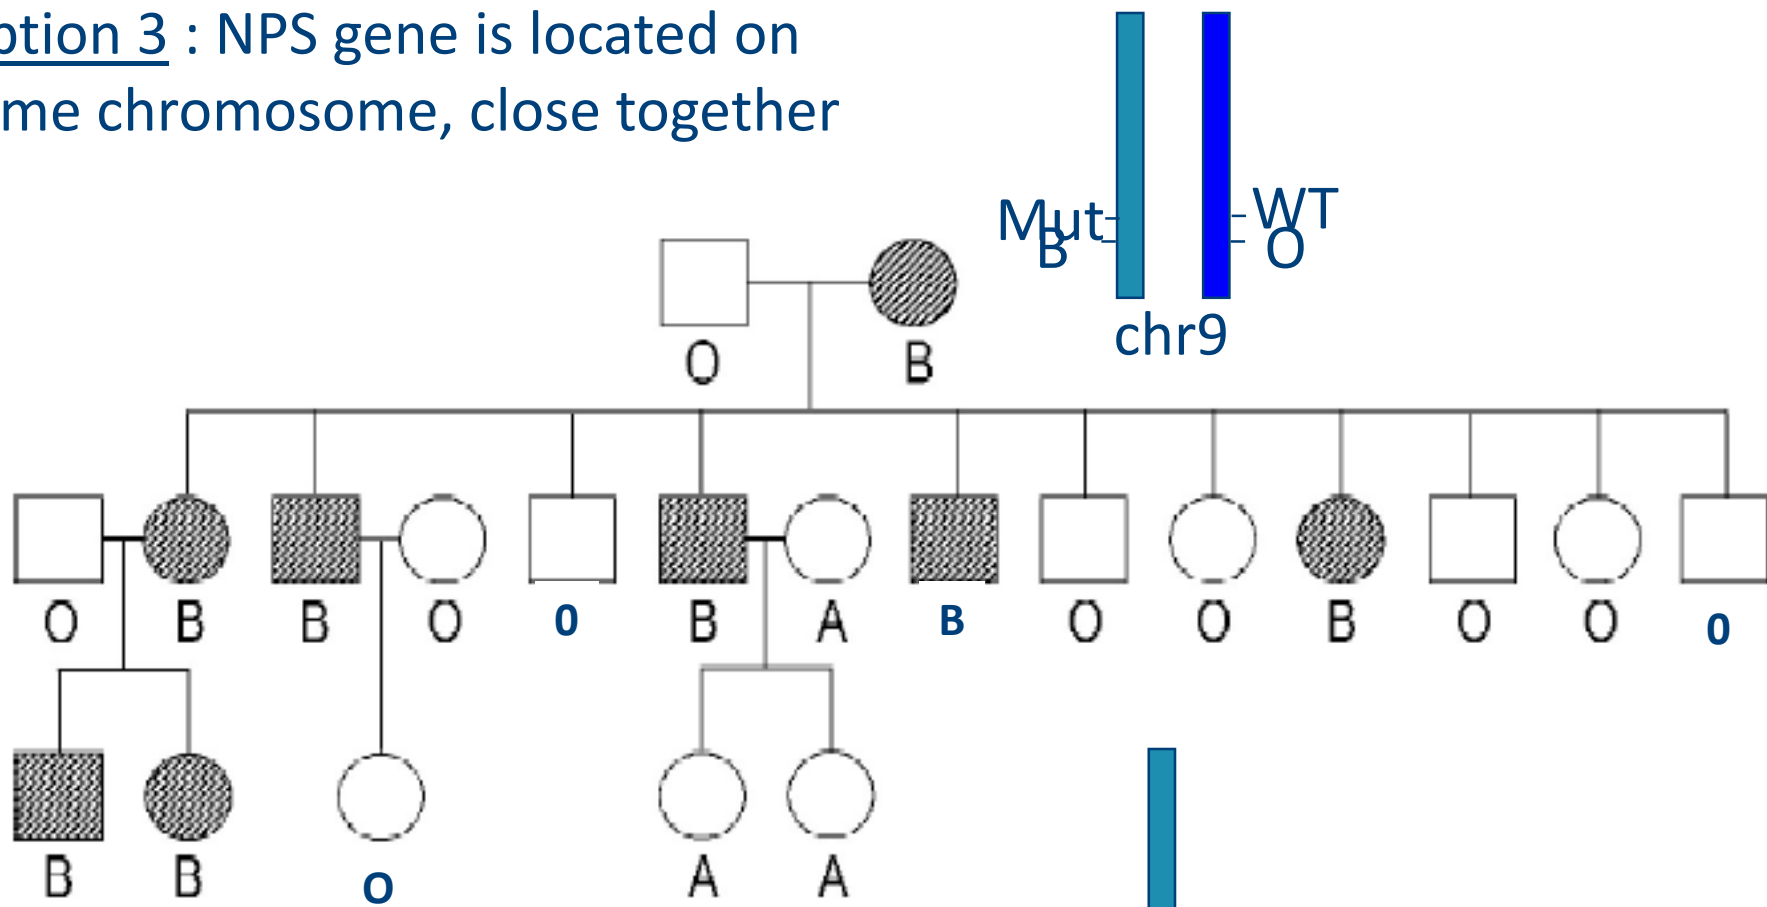 ption 3 : NPS gene is located on
me chromosome, close together
Mut WT
B O
chr9
O B
O B B O 0 B A B O O B O O 0
B B O A A